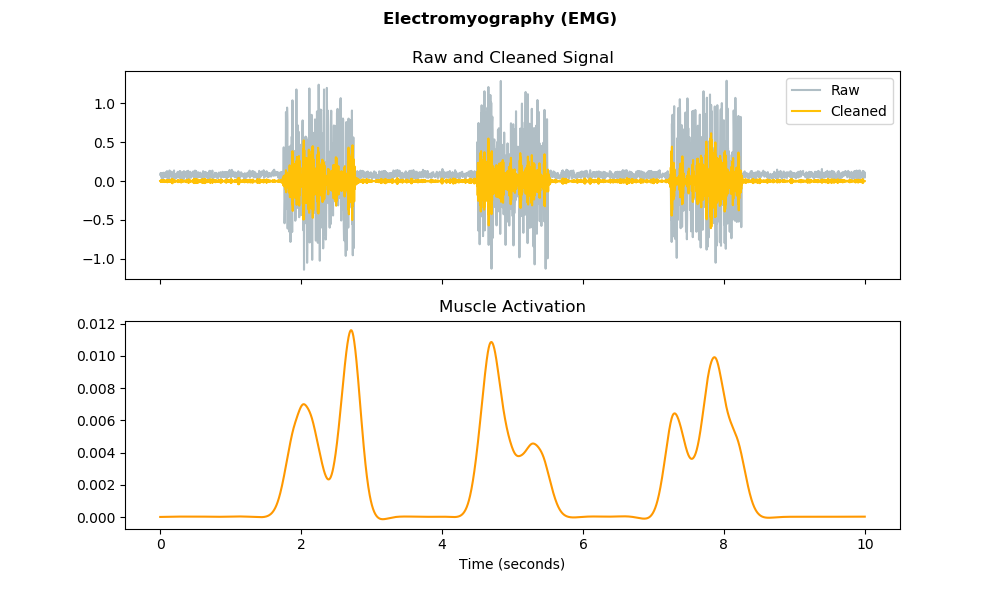 Electromyography (EMG)
Raw and Cleaned Signal
Raw
Cleaned
1.0
0.5
0.0
−0.5
−1.0
Muscle Activation
0.012
0.010
0.008
0.006
0.004
0.002
0.000
0 2 4 6 8 10
Time (seconds)